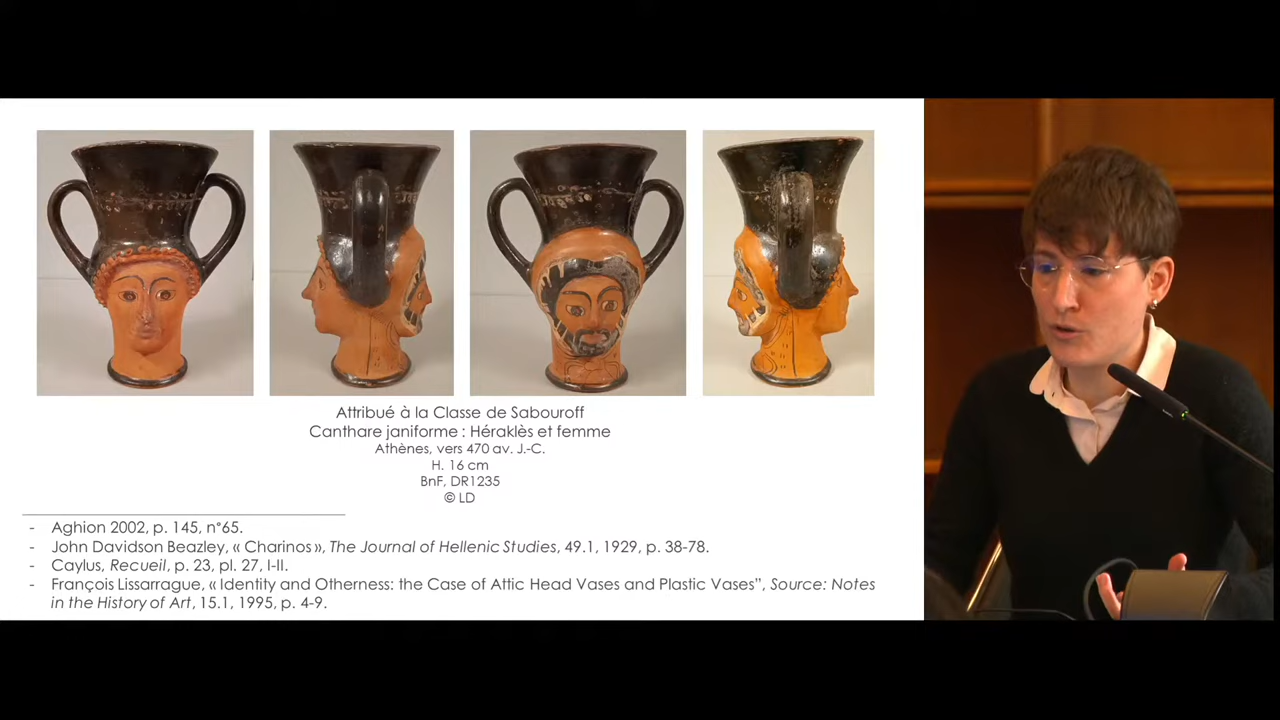 Attribué à la Classe de Sabouroff
Canthare janiforme : Héraklès et femme
Athènes, vers 470 av. J.-C.
H. 16 cm
BnF, DR1235
© LD
- Aghion 2002, p. 145, n°65.
- John Davidson Beazley, « Charinos », The Journal of Hellenic Studies, 49.1, 1929, p. 38-78.
- Caylus, Recueil, p. 23, pl. 27, I-II.
- François Lissarrague, « Identity and Otherness: the Case of Attic Head Vases and Plastic Vases”, Source: Notes
in the History of Art, 15.1, 1995, p. 4-9.